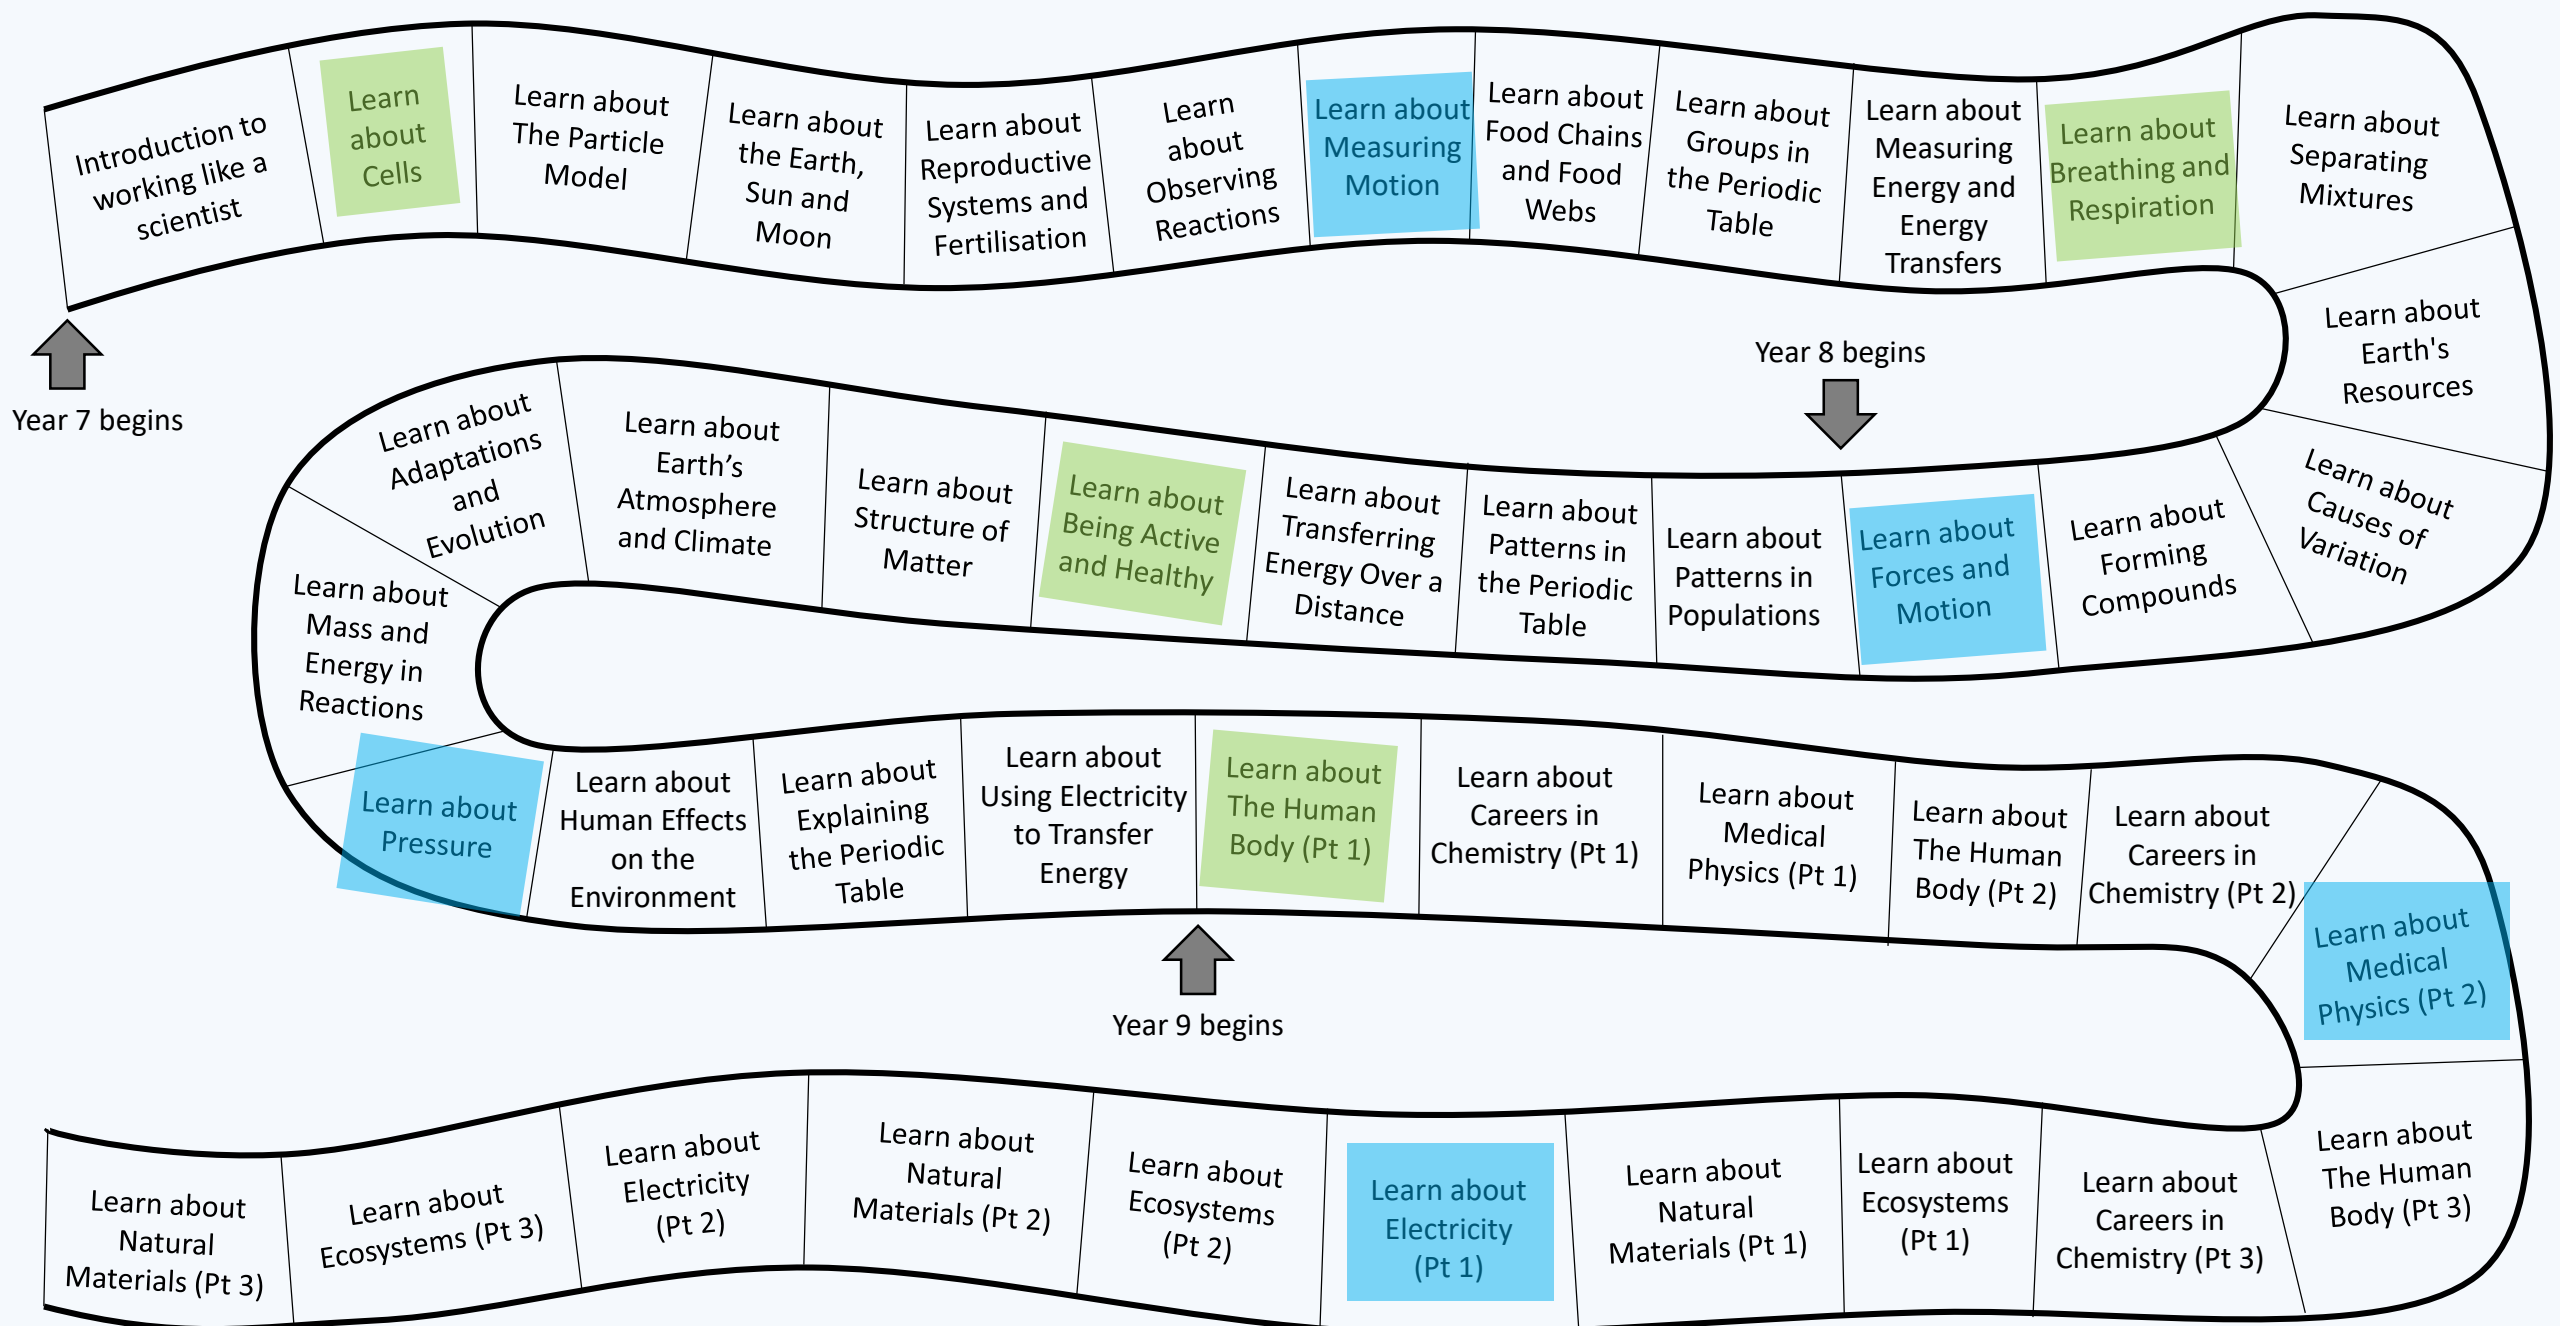 Introduction to
working like a
scientist
Learn
about
Cells
Learn about
The Particle
Model
Learn about
the Earth,
Sun and
Moon
Learn about
Reproductive
Systems and
Fertilisation
Learn
about
Observing
Reactions
Learn about
Measuring
Motion
Learn about
Food Chains
and Food
Webs
Learn about
Groups in
the Periodic
Table
Learn about
Measuring
Energy and
Energy
Transfers
Learn about
Breathing and
Respiration
Learn about
Separating
Mixtures
Learn about
Earth's
Resources
Year 7 begins
Year 8 begins
Learn about
Causes of
Variation
Learn about
Forming
Compounds
Learn about
Forces and
Motion
Learn about
Patterns in
Populations
Learn about
Patterns in
the Periodic
Table
Learn about
Transferring
Energy Over a
Distance
Learn about
Being Active
and Healthy
Learn about
Structure of
Matter
Learn about
Earth’s
Atmosphere
and Climate
Learn about
Adaptations
and
Evolution
Learn about
Mass and
Energy in
Reactions
Learn about
Pressure
Learn about
Human Effects
on the
Environment
Learn about
Explaining
the Periodic
Table
Learn about
Using Electricity
to Transfer
Energy
Learn about
The Human
Body (Pt 1)
Learn about
Careers in
Chemistry (Pt 1)
Learn about
Medical
Physics (Pt 1)
Learn about
The Human
Body (Pt 2)
Learn about
Careers in
Chemistry (Pt 2)
Learn about
Medical
Physics (Pt 2)
Year 9 begins
Learn about
The Human
Body (Pt 3)
Learn about
Careers in
Chemistry (Pt 3)
Learn about
Ecosystems
(Pt 1)
Learn about
Natural
Materials (Pt 1)
Learn about
Electricity
(Pt 1)
Learn about
Ecosystems
(Pt 2)
Learn about
Natural
Materials (Pt 2)
Learn about
Electricity
(Pt 2)
Learn about
Ecosystems (Pt 3)
Learn about
Natural
Materials (Pt 3)